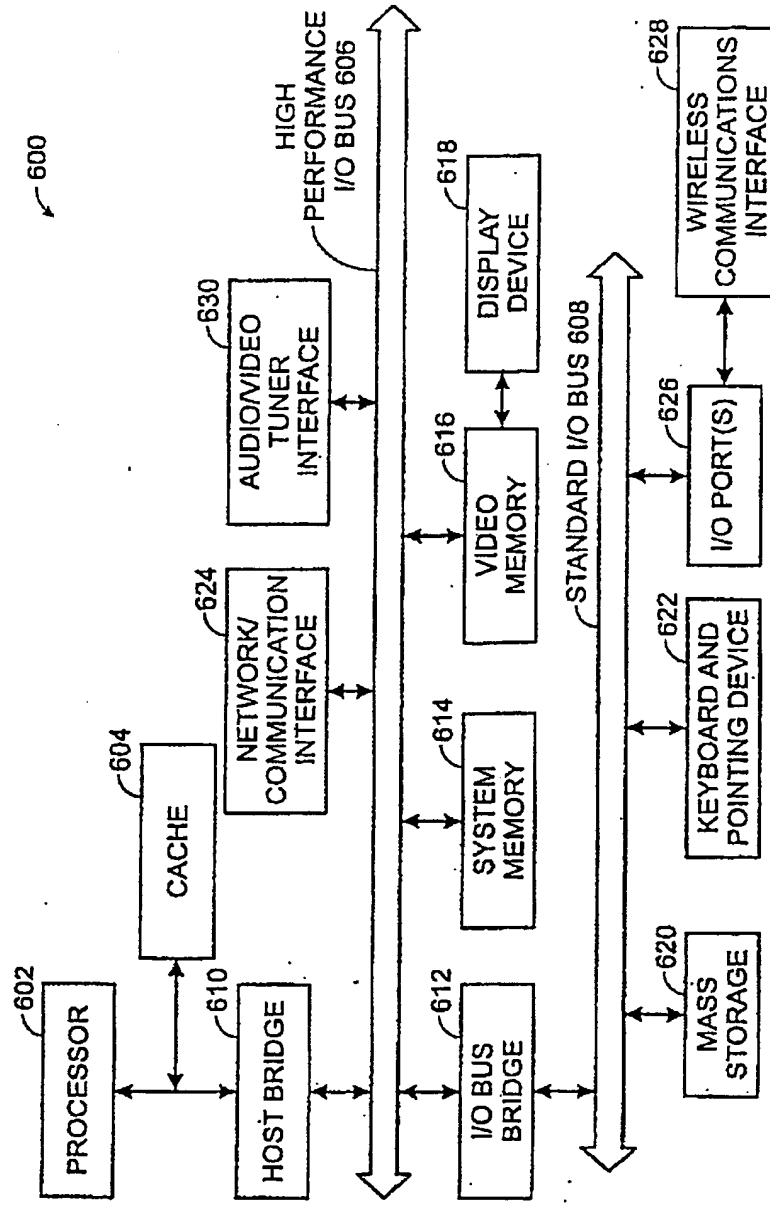 600
602
PROCESSOR
604
CACHE
610
HOST BRIDGE
624
NETWORK/
COMMUNICATION
INTERFACE
630
AUDIO/VIDEO
TUNER
INTERFACE
HIGH
PERFORMANCE
I/O BUS 606
612
I/O BUS
BRIDGE
614
SYSTEM
MEMORY
616
VIDEO
MEMORY
618
DISPLAY
DEVICE
STANDARD I/O BUS 608
620
MASS
STORAGE
622
KEYBOARD AND
POINTING DEVICE
626
I/O PORT(S)
628
WIRELESS
COMMUNICATIONS
INTERFACE